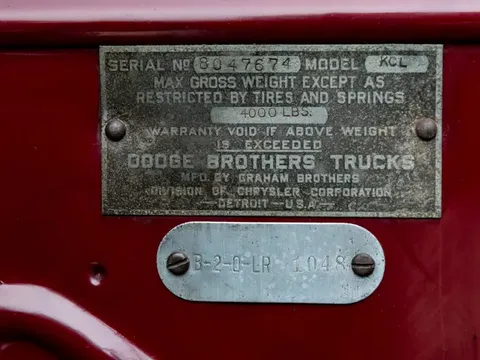 SERIAL NO 8047674 MODEL KCL
MAX GROSS WEIGHT EXCEPT AS
RESTRICTED BY TIRES AND SPRINGS
4000 LBS.
WARRANTY VOID IF ABOVE WEIGHT
IS EXCEEDED
DODGE BROTHERS TRUCKS
MFD. BY GRAHAM BROTHERS
DIVISION OF CHRYSLER CORPORATION
DETROIT - U.S.A.
B-2-0-LR 1048